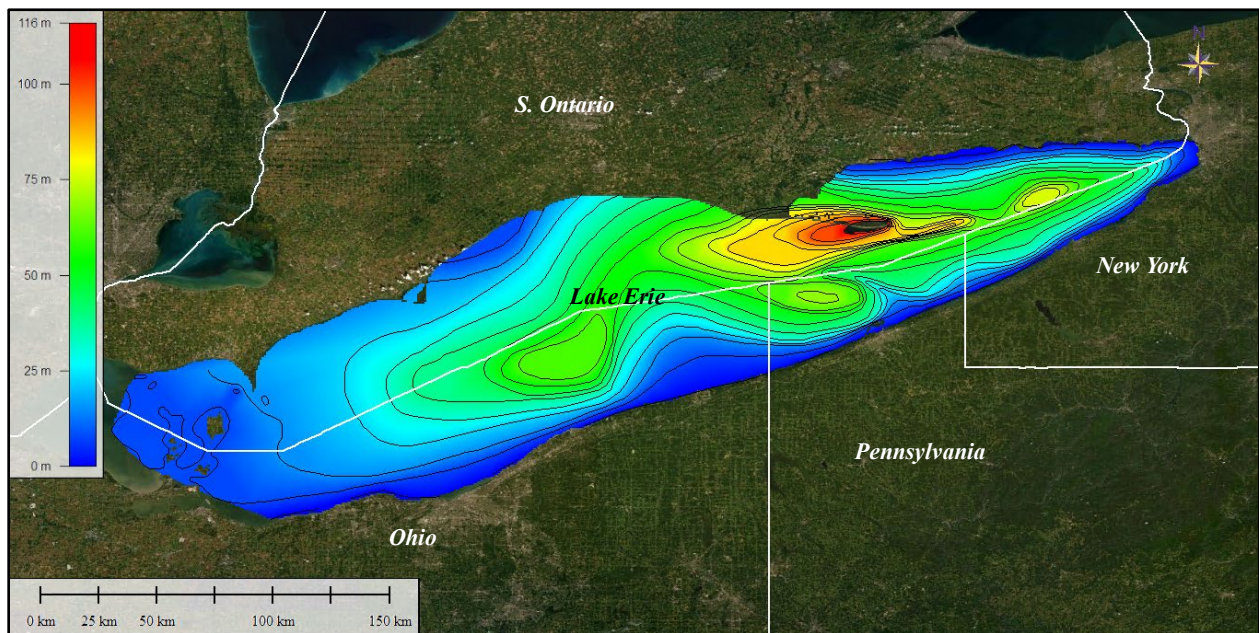 116 m
100 m
75 m
50 m
25 m
0 m
N
S. Ontario
Lake Erie
New York
Pennsylvania
Ohio
0 km 25 km 50 km 100 km 150 km